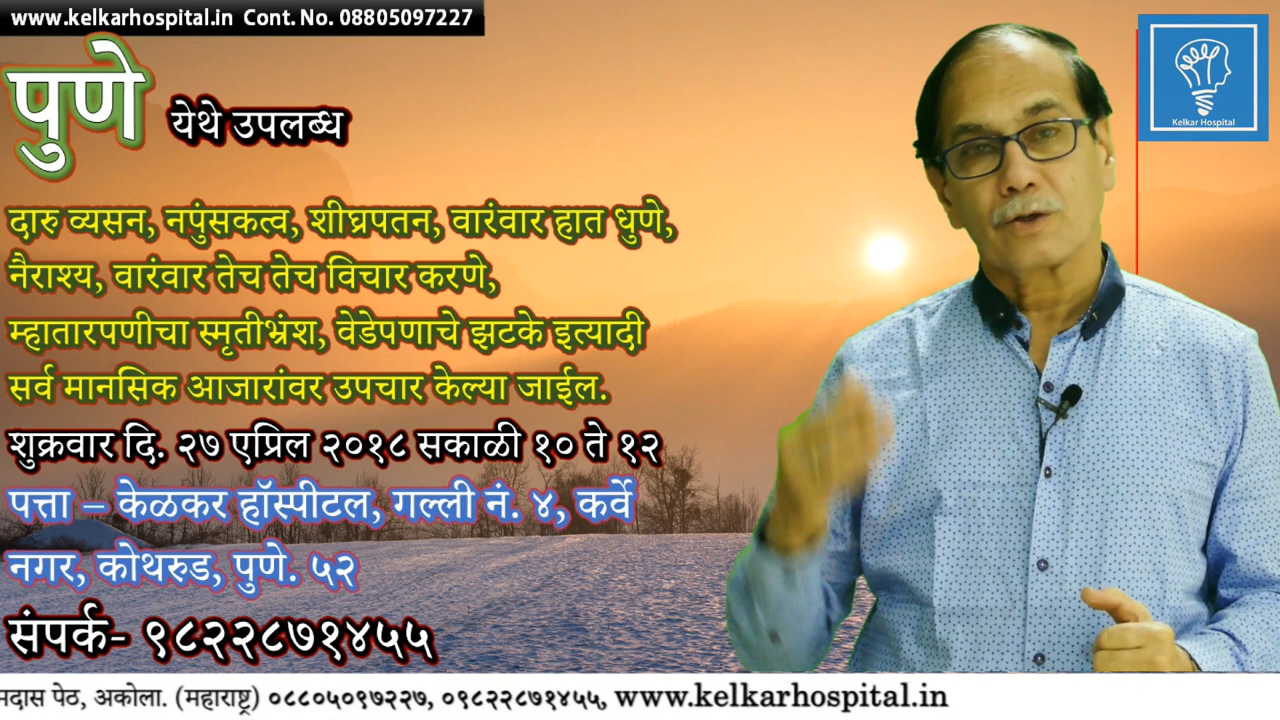 www.kelkarhospital.in Cont. No. 08805097227
Kelkar Hospital
पुणे येथे उपलब्ध
दारु व्यसन, नपुंसकत्व, शीघ्रपतन, वारंवार हात धुणे,
नैराश्य, वारंवार तेच तेच विचार करणे,
म्हातारपणीचा स्मृतीभ्रंश, वेडेपणाचे झटके इत्यादी
सर्व मानसिक आजारांवर उपचार केल्या जाईल.
शुक्रवार दि. २७ एप्रिल २०१८ सकाळी १० ते १२
पत्ता – केळकर हॉस्पीटल, गल्ली नं. ४, कर्वे
नगर, कोथरुड, पुणे. ५२
संपर्क- ९८२२८७१४५५
मदास पेठ, अकोला. (महाराष्ट्र) ०८८०५०९७२२७, ०९८२२८७१४५५, www.kelkarhospital.in